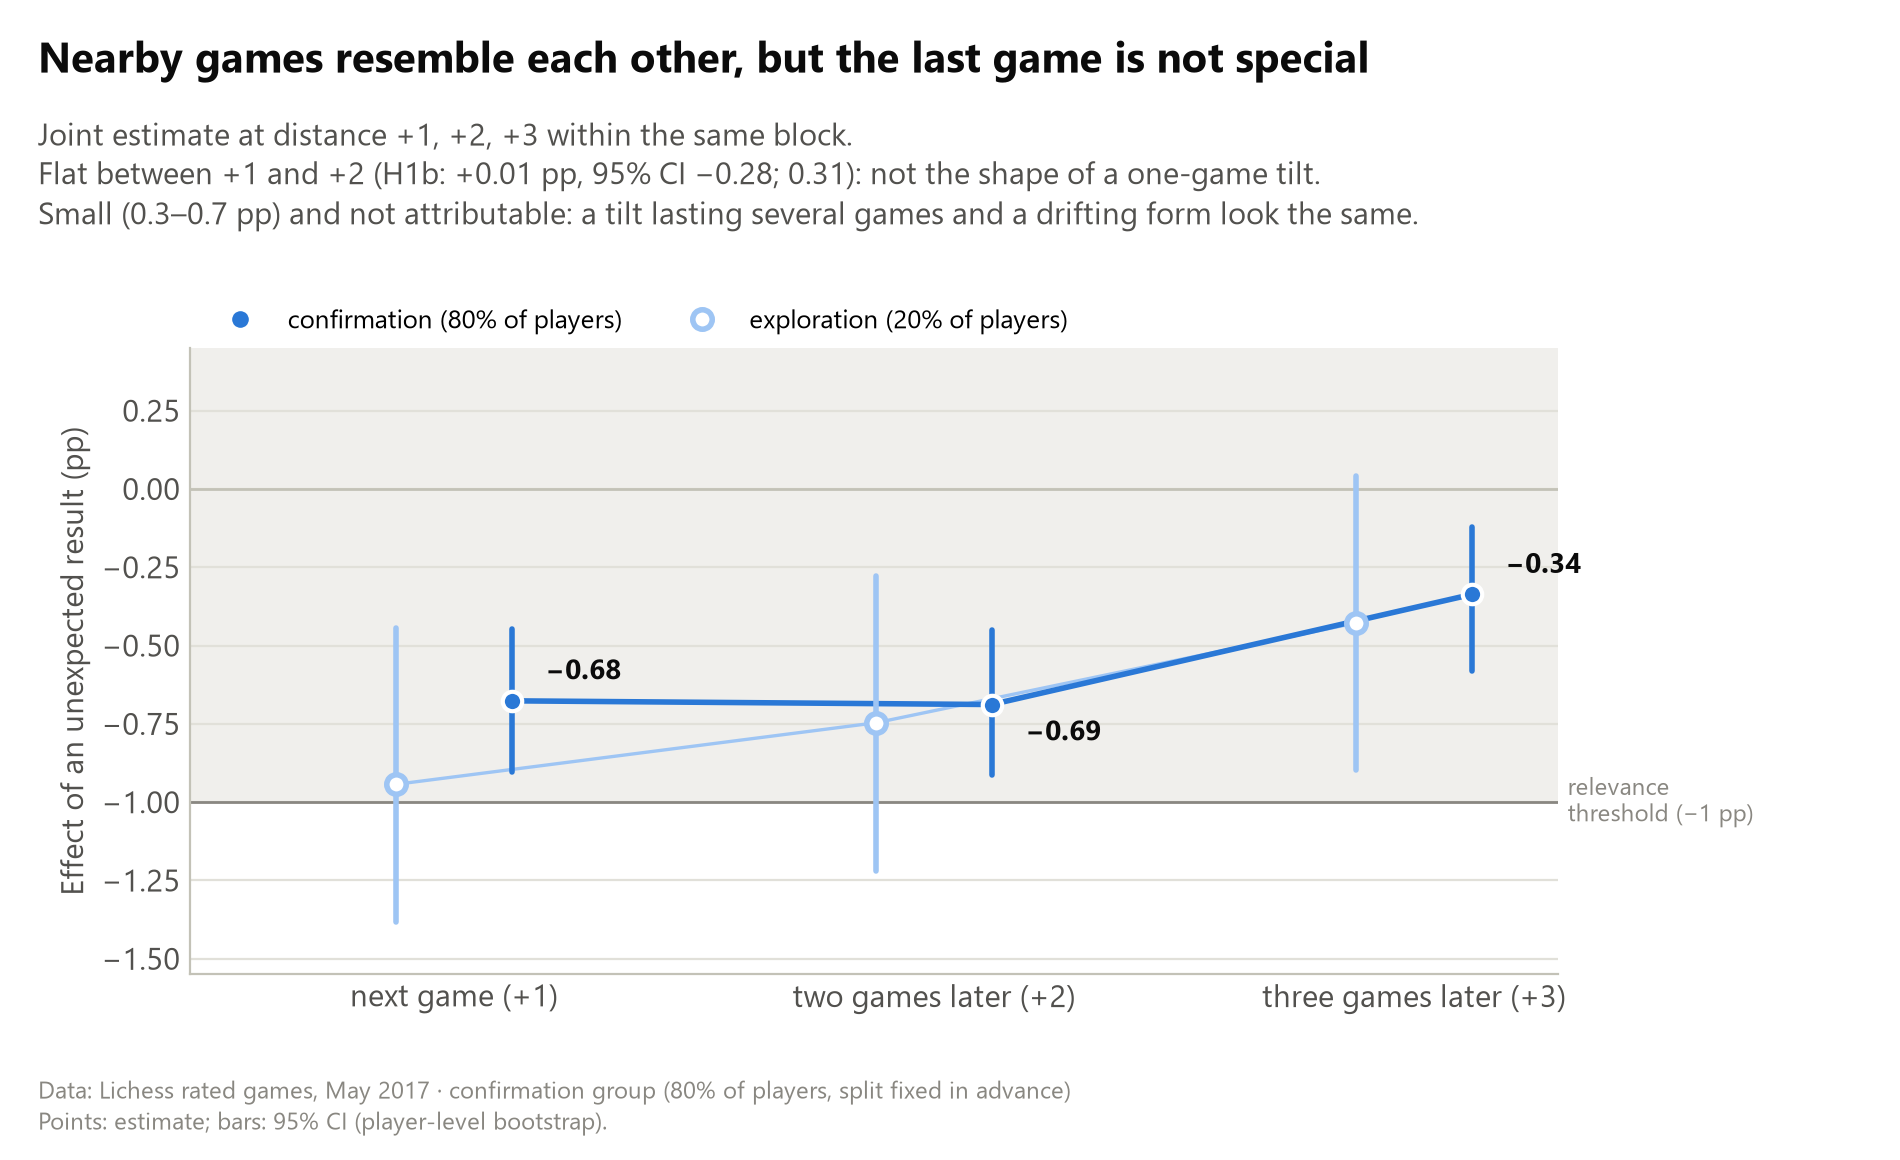 Nearby games resemble each other, but the last game is not special
Joint estimate at distance +1, +2, +3 within the same block.
Flat between +1 and +2 (H1b: +0.01 pp, 95% CI −0.28; 0.31): not the shape of a one-game tilt.
Small (0.3–0.7 pp) and not attributable: a tilt lasting several games and a drifting form look the same.
confirmation (80% of players)
exploration (20% of players)
Effect of an unexpected result (pp)
0.25
0.00
−0.25
−0.50
−0.75
−1.00
−1.25
−1.50
−0.68
−0.69
−0.34
relevance
threshold (−1 pp)
next game (+1)
two games later (+2)
three games later (+3)
Data: Lichess rated games, May 2017 · confirmation group (80% of players, split fixed in advance)
Points: estimate; bars: 95% CI (player-level bootstrap).